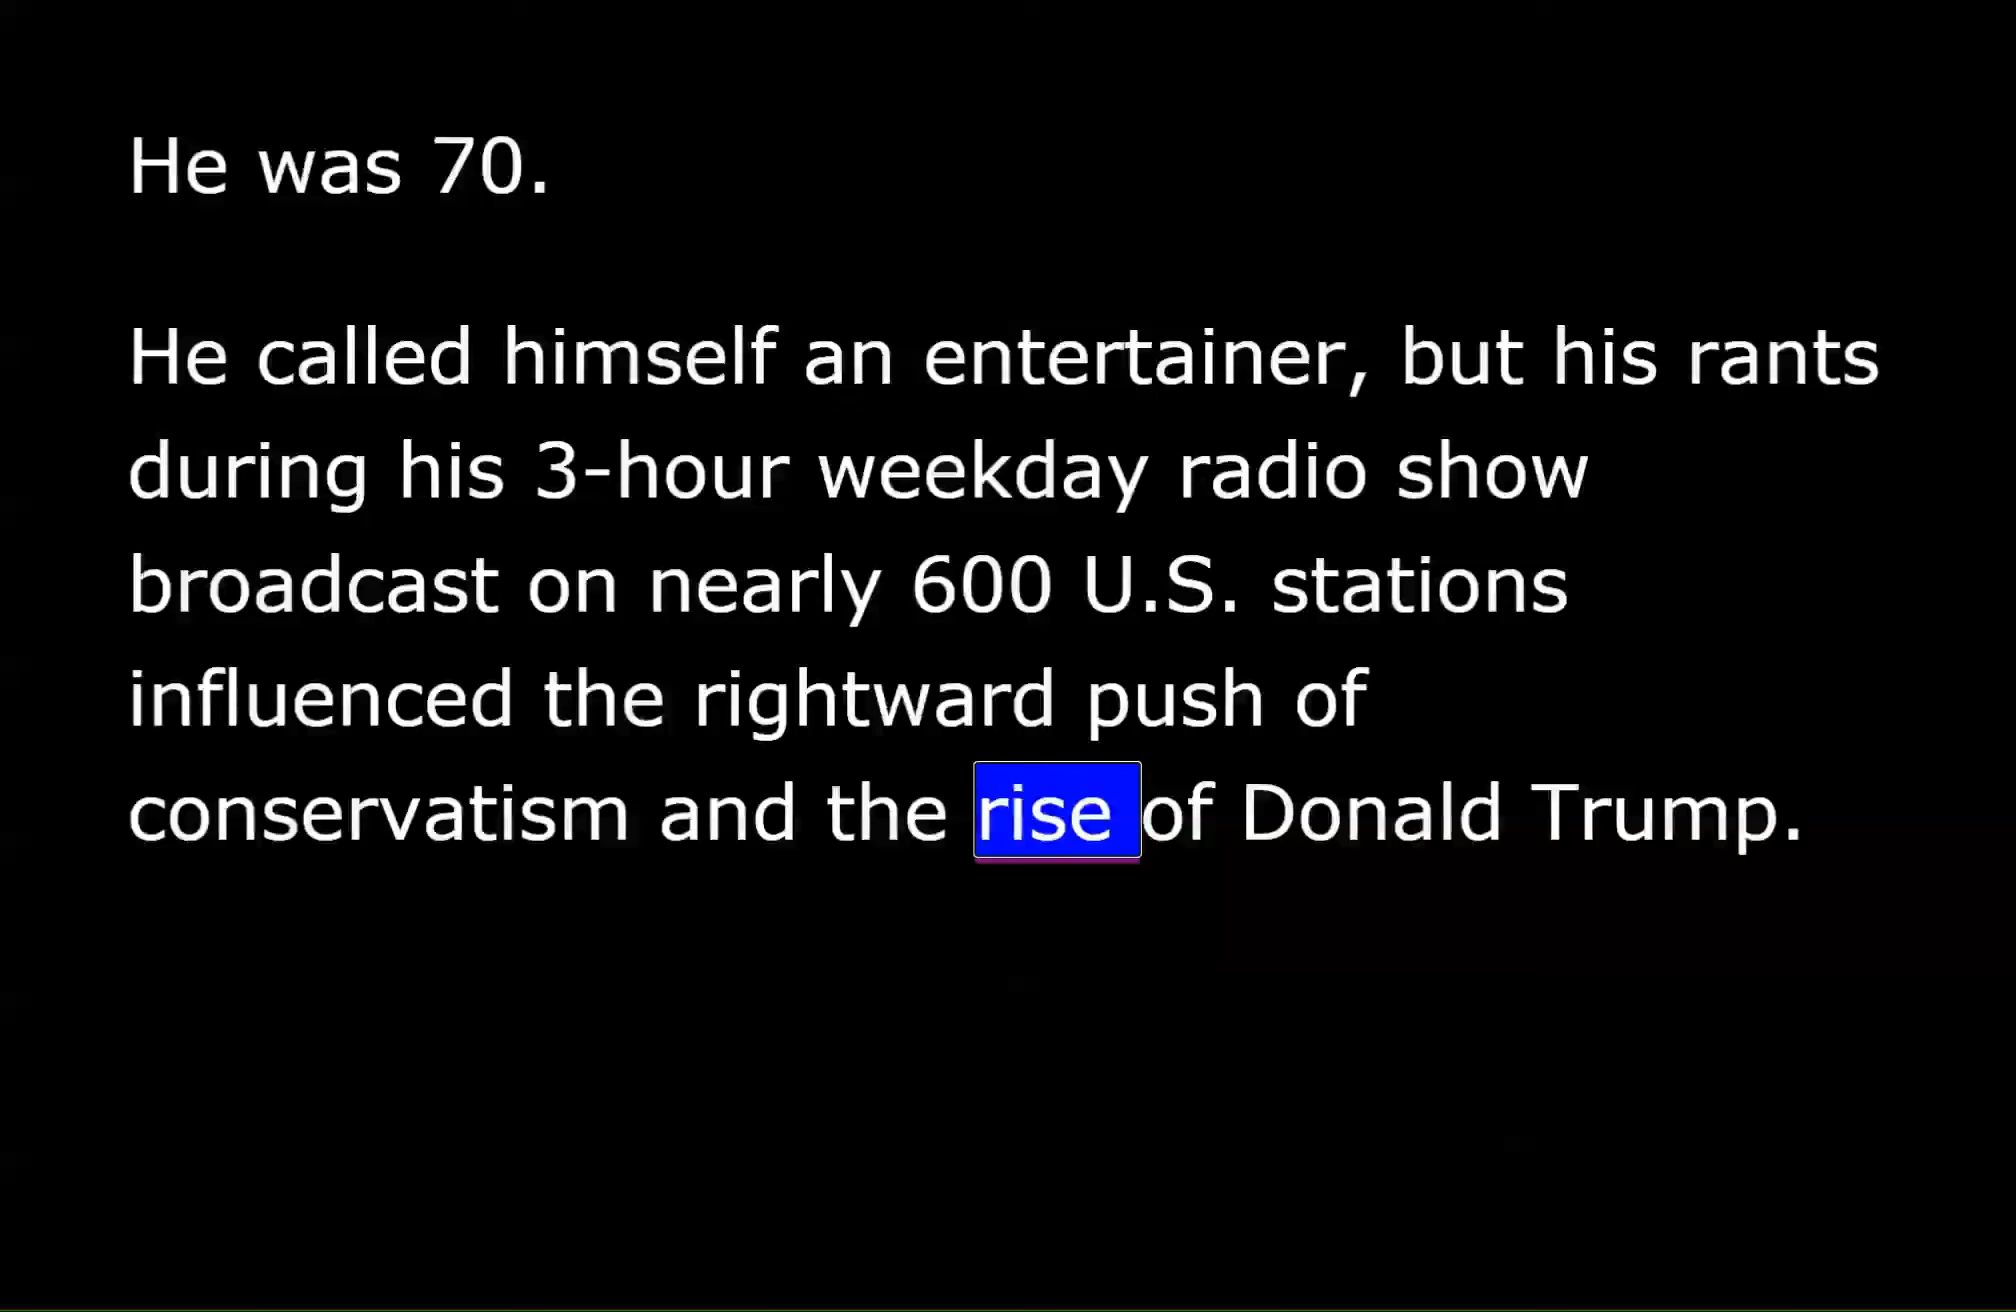 He was 70.
He called himself an entertainer, but his rants
during his 3-hour weekday radio show
broadcast on nearly 600 U.S. stations
influenced the rightward push of
conservatism and the rise of Donald Trump.